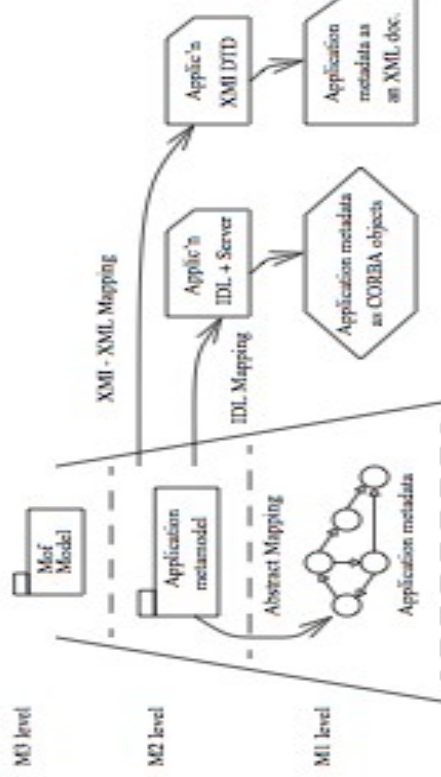 M3 level
Mof
Model
XMI - XML Mapping
M2 level
Application
metamodel
Applic'n
IDL + Server
Applic'n
XMI DTD
IDL Mapping
Abstract Mapping
M1 level
Application metadata
Application metadata
as CORBA objects
Application
metadata as
an XML doc.